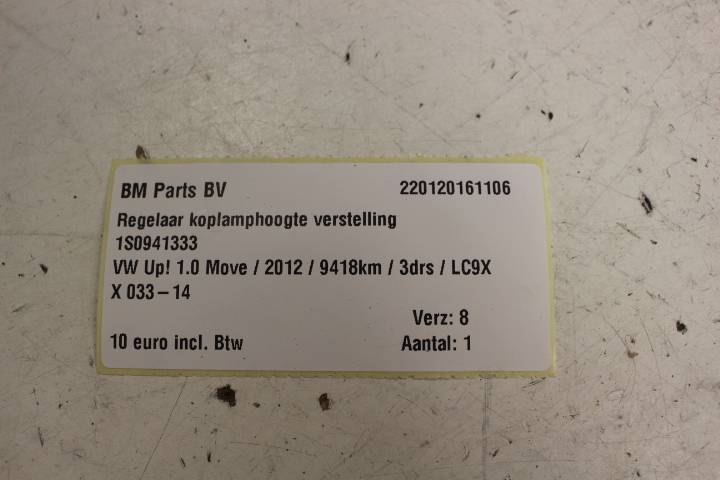 BM Parts BV 220120161106
Regelaar koplamphoogte verstelling
1S0941333
VW Up! 1.0 Move / 2012 / 9418km / 3drs / LC9X
X 033-14
Verz: 8
10 euro incl. Btw Aantal: 1